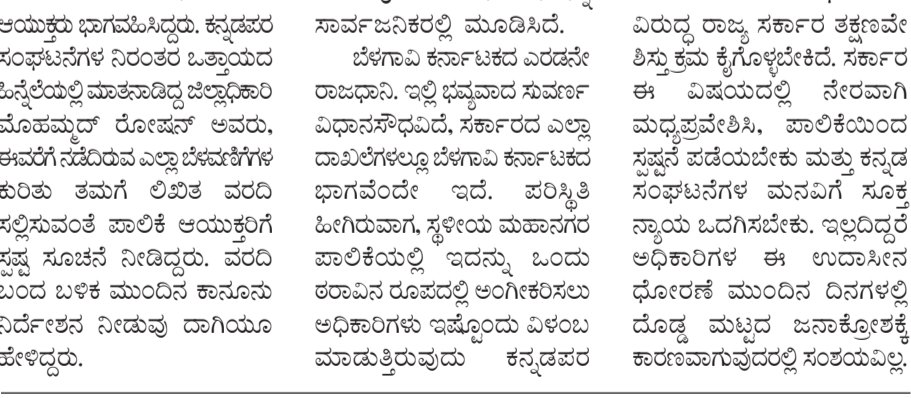 ಆಯುಕ್ತರು ಭಾಗವಹಿಸಿದ್ದರು. ಕನ್ನಡಪರ
ಸಂಘಟನೆಗಳ ನಿರಂತರ ಒತ್ತಾಯದ
ಹಿನ್ನೆಲೆಯಲ್ಲಿ ಮಾತನಾಡಿದ್ದ ಜಿಲ್ಲಾಧಿಕಾರಿ
ಮೊಹಮ್ಮದ್ ರೋಷನ್ ಅವರು,
ಈವರೆಗೆ ನಡೆದಿರುವ ಎಲ್ಲಾ ಬೆಳವಣಿಗೆಗಳ
ಕುರಿತು ತಮಗೆ ಲಿಖಿತ ವರದಿ
ಸಲ್ಲಿಸುವಂತೆ ಪಾಲಿಕೆ ಆಯುಕ್ತರಿಗೆ
ಸ್ಪಷ್ಟ ಸೂಚನೆ ನೀಡಿದ್ದರು. ವರದಿ
ಬಂದ ಬಳಿಕ ಮುಂದಿನ ಕಾನೂನು
ನಿರ್ದೇಶನ ನೀಡುವು ದಾಗಿಯೂ
ಹೇಳಿದ್ದರು.
ಸಾರ್ವಜನಿಕರಲ್ಲಿ ಮೂಡಿಸಿದೆ.
ಬೆಳಗಾವಿ ಕರ್ನಾಟಕದ ಎರಡನೇ
ರಾಜಧಾನಿ. ಇಲ್ಲಿ ಭವ್ಯವಾದ ಸುವರ್ಣ
ವಿಧಾನಸೌಧವಿದೆ, ಸರ್ಕಾರದ ಎಲ್ಲಾ
ದಾಖಲೆಗಳಲ್ಲೂ ಬೆಳಗಾವಿ ಕರ್ನಾಟಕದ
ಭಾಗವೆಂದೇ ಇದೆ. ಪರಿಸ್ಥಿತಿ
ಹೀಗಿರುವಾಗ, ಸ್ಥಳೀಯ ಮಹಾನಗರ
ಪಾಲಿಕೆಯಲ್ಲಿ ಇದನ್ನು ಒಂದು
ಠರಾವಿನ ರೂಪದಲ್ಲಿ ಅಂಗೀಕರಿಸಲು
ಅಧಿಕಾರಿಗಳು ಇಷ್ಟೊಂದು ವಿಳಂಬ
ಮಾಡುತ್ತಿರುವುದು ಕನ್ನಡಪರ
ವಿರುದ್ಧ ರಾಜ್ಯ ಸರ್ಕಾರ ತಕ್ಷಣವೇ
ಶಿಸ್ತು ಕ್ರಮ ಕೈಗೊಳ್ಳಬೇಕಿದೆ. ಸರ್ಕಾರ
ಈ ವಿಷಯದಲ್ಲಿ ನೇರವಾಗಿ
ಮಧ್ಯಪ್ರವೇಶಿಸಿ, ಪಾಲಿಕೆಯಿಂದ
ಸ್ಪಷ್ಟನೆ ಪಡೆಯಬೇಕು ಮತ್ತು ಕನ್ನಡ
ಸಂಘಟನೆಗಳ ಮನವಿಗೆ ಸೂಕ್ತ
ನ್ಯಾಯ ಒದಗಿಸಬೇಕು. ಇಲ್ಲದಿದ್ದರೆ
ಅಧಿಕಾರಿಗಳ ಈ ಉದಾಸೀನ
ಧೋರಣೆ ಮುಂದಿನ ದಿನಗಳಲ್ಲಿ
ದೊಡ್ಡ ಮಟ್ಟದ ಜನಾಕ್ರೋಶಕ್ಕೆ
ಕಾರಣವಾಗುವುದರಲ್ಲಿ ಸಂಶಯವಿಲ್ಲ.